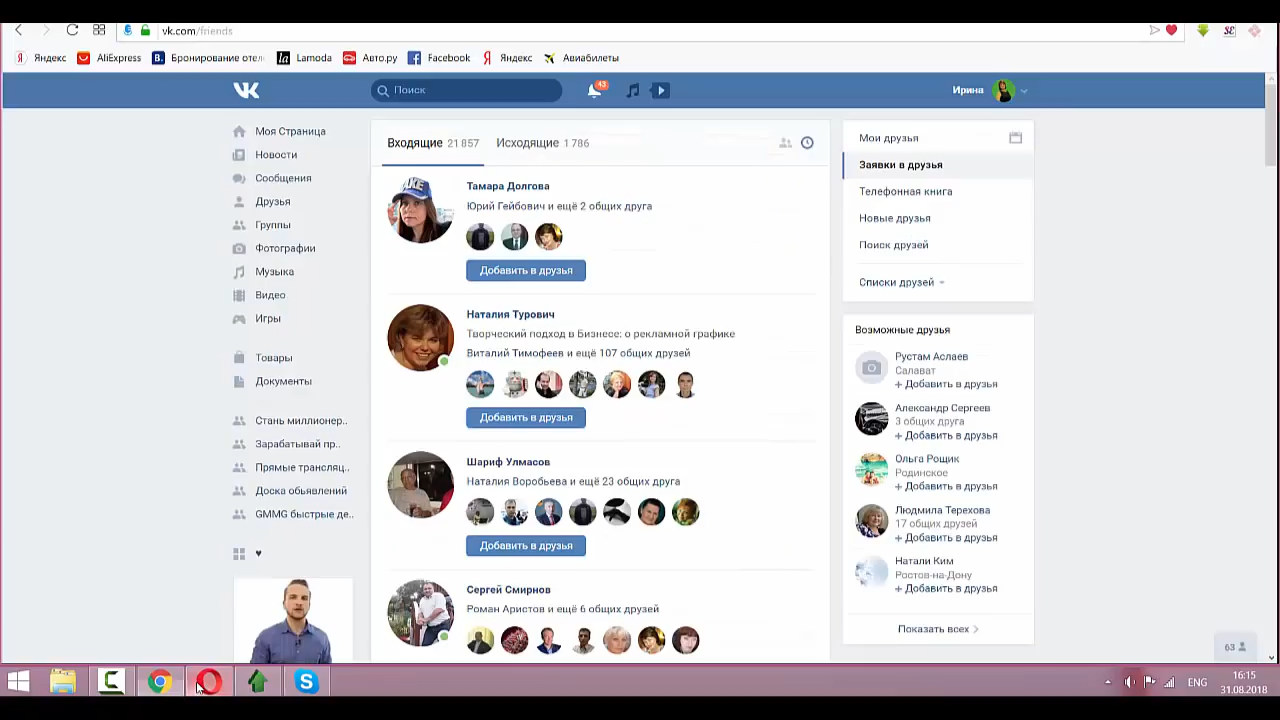 vk.com/friends
Яндекс AliExpress Бронирование отел Lamoda Авто.ру Facebook Яндекс Авиабилеты
Поиск 43 Ирина
Моя Страница
Новости
Сообщения
Друзья
Группы
Фотографии
Музыка
Видео
Игры
Товары
Документы
Стань миллионер..
Зарабатывай пр..
Прямые трансляц..
Доска обьявлений
GMMG быстрые де..
Входящие 21 857 Исходящие 1 786
Тамара Долгова
Юрий Гейбович и ещё 2 общих друга
Добавить в друзья
Наталия Турович
Творческий подход в Бизнесе: о рекламной графике
Виталий Тимофеев и ещё 107 общих друзей
Добавить в друзья
Шариф Улмасов
Наталия Воробьева и ещё 23 общих друга
Добавить в друзья
Сергей Смирнов
Роман Аристов и ещё 6 общих друзей
Мои друзья
Заявки в друзья
Телефонная книга
Новые друзья
Поиск друзей
Списки друзей
Возможные друзья
Рустам Аслаев
Салават
+ Добавить в друзья
Александр Сергеев
3 общих друга
+ Добавить в друзья
Ольга Рощик
Родинское
+ Добавить в друзья
Людмила Терехова
17 общих друзей
+ Добавить в друзья
Натали Ким
Ростов-на-Дону
+ Добавить в друзья
Показать всех
63
ENG
16:15
31.08.2018